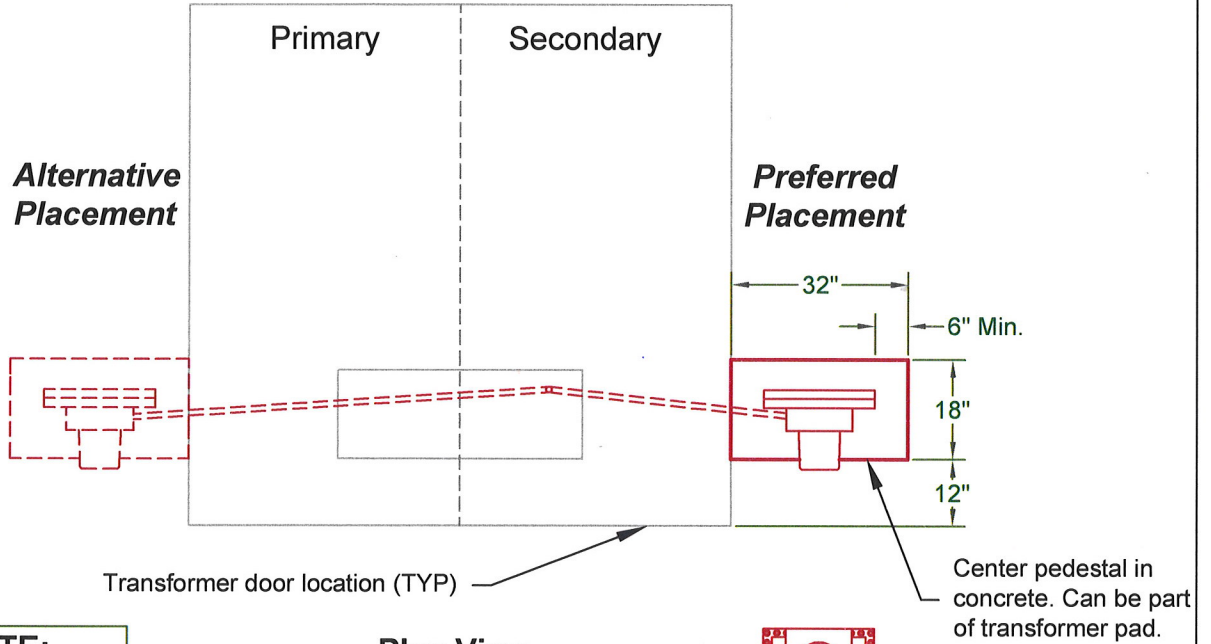 Primary
Secondary
Alternative
Placement
Preferred
Placement
32"
6" Min.
18"
12"
Transformer door location (TYP)
Center pedestal in
concrete. Can be part
of transformer pad.